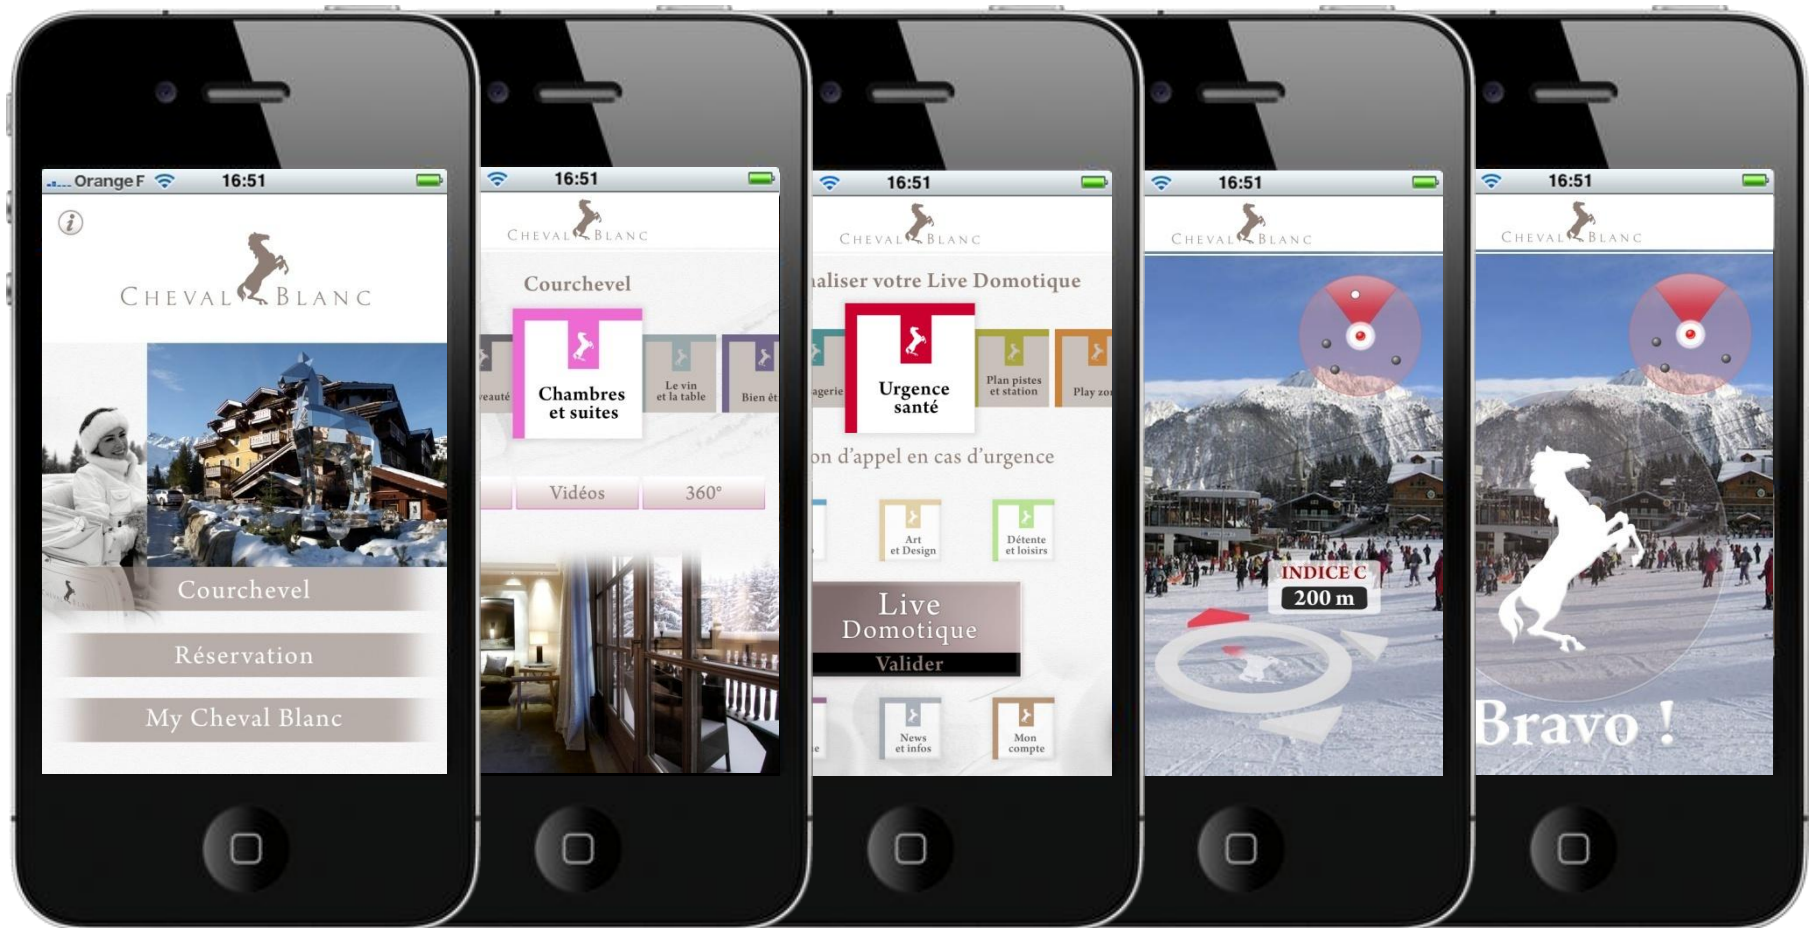 Orange F 16:51
CHEVAL BLANC
Courchevel
Réservation
My Cheval Blanc
16:51
CHEVAL BLANC
Courchevel
Chambres
et suites
Le vin
et la table
Vidéos
360°
16:51
CHEVAL BLANC
votre Live Domotique
Urgence
santé
Plan pistes
et station
Play
d'appel en cas d'urgence
Art
et Design
Détente
et loisirs
Live
Domotique
Valider
News
et infos
Mon
compte
16:51
CHEVAL BLANC
INDICE C
200 m
16:51
CHEVAL BLANC
Bravo !